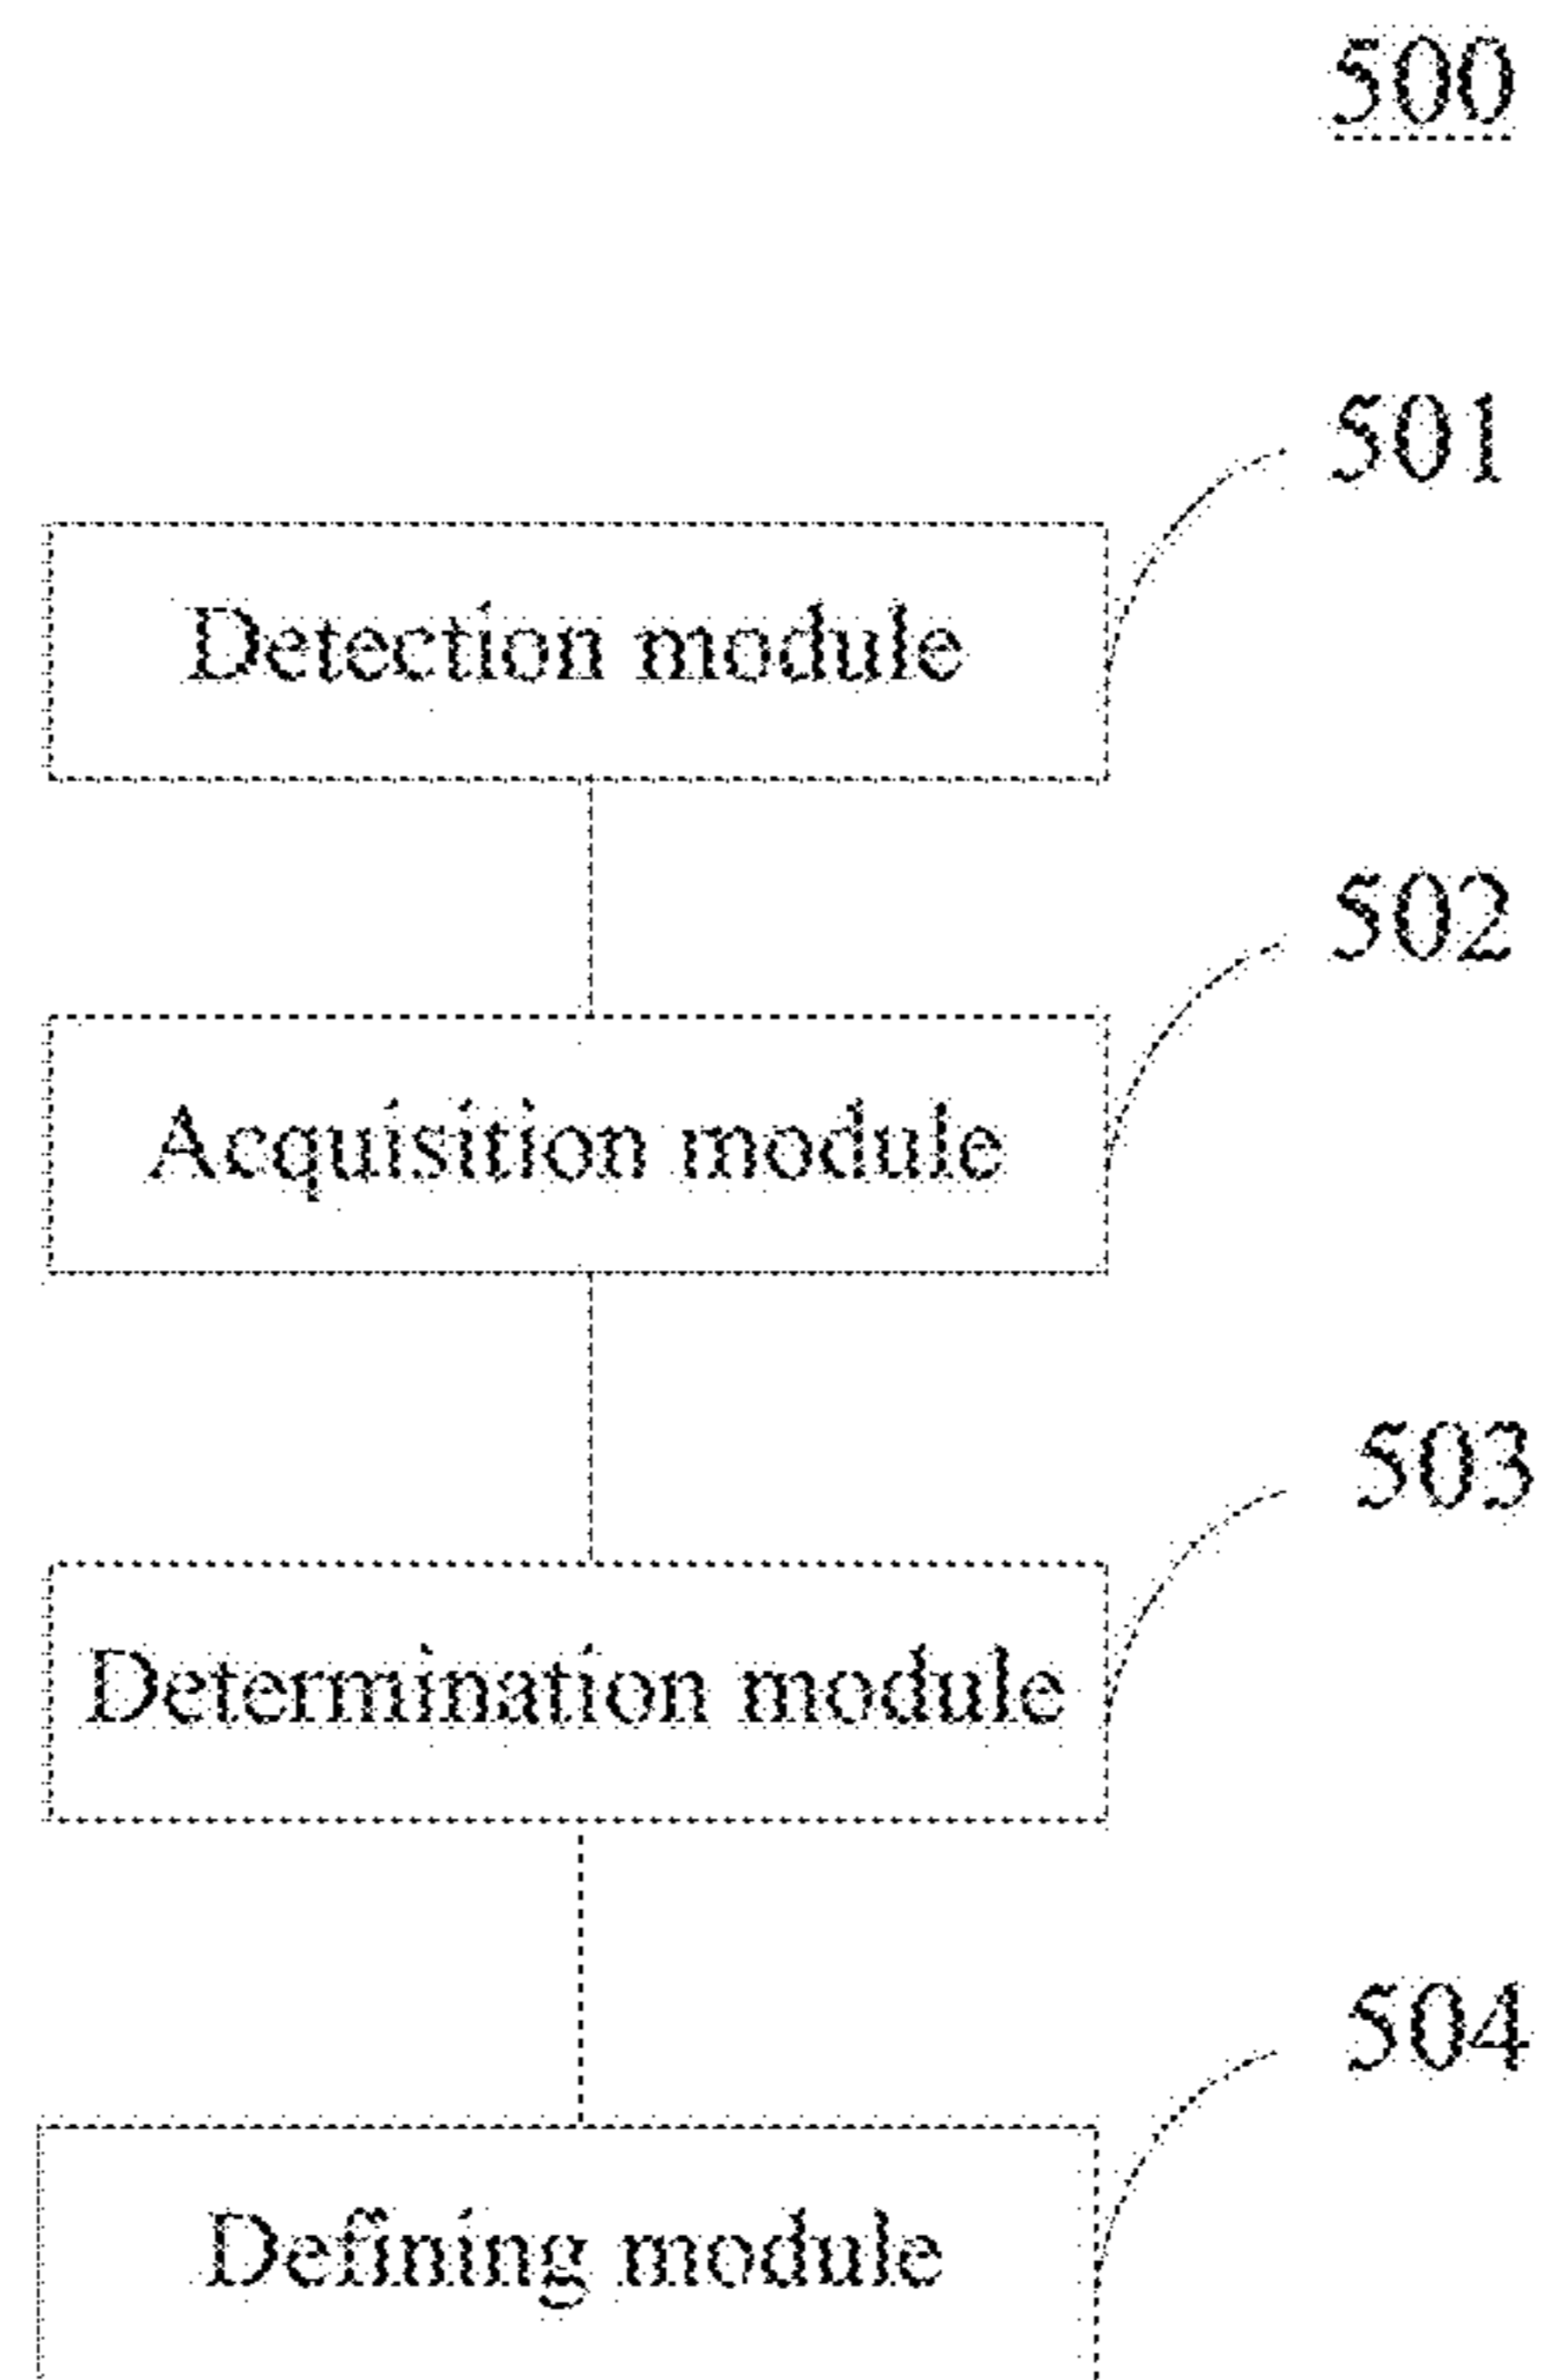 500
501
Detection module
502
Acquisition module
503
Determination module
504
Defining module